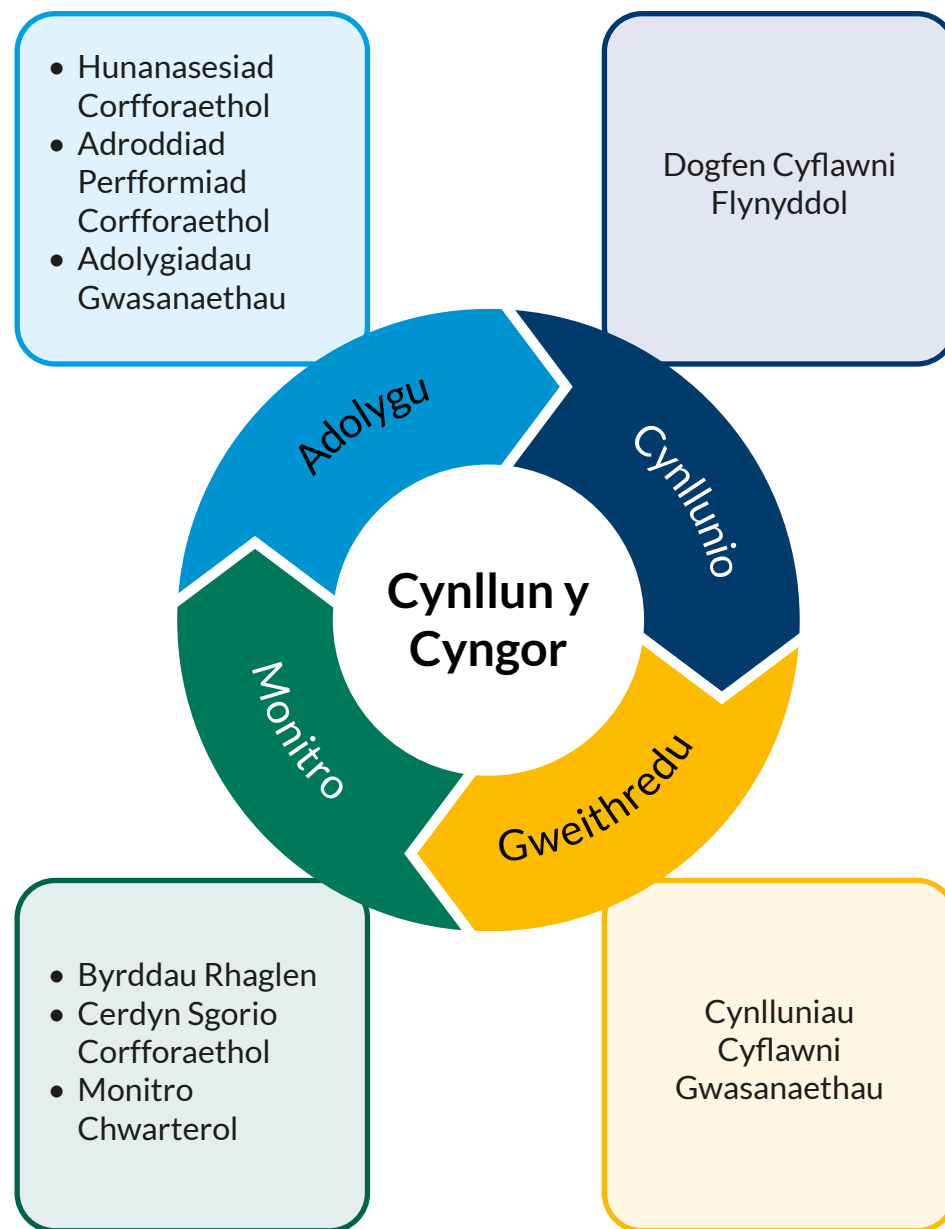 • Hunanasesiad
Corfforaethol
• Adroddiad
Perfformiad
Corfforaethol
• Adolygiadau
Gwasanaethau
Dogfen Cyflawni
Flynyddol
Adolygu
Cynllunio
Cynllun y
Cyngor
Monitro
Gweithredu
• Byrddau Rhaglen
• Cerdyn Sgorio
Corfforaethol
• Monitro
Chwarterol
Cynlluniau
Cyflawni
Gwasanaethau